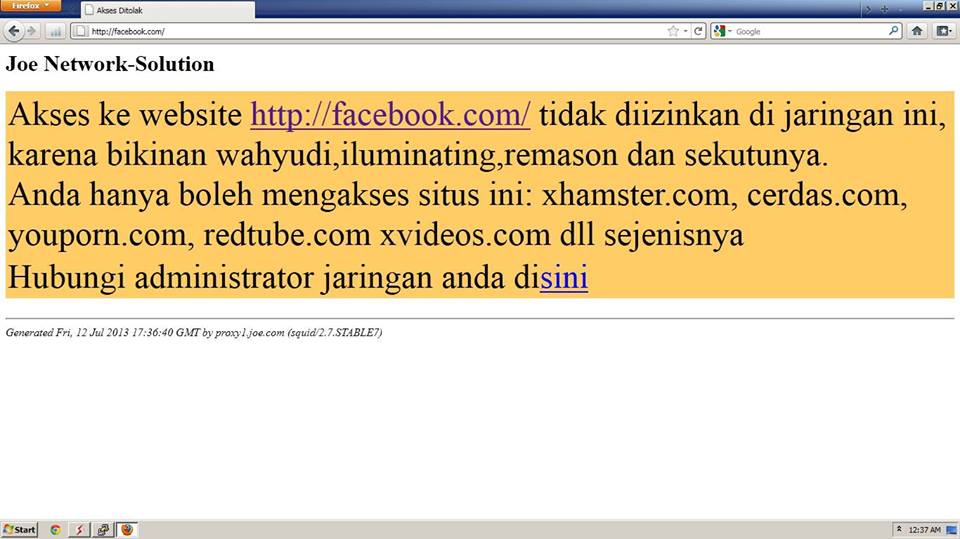 Firefox
Akses Ditolak
http://facebook.com/
Google
Joe Network-Solution
Akses ke website http://facebook.com/ tidak diizinkan di jaringan ini,
karena bikinan wahyudi,iluminating,remason dan sekutunya.
Anda hanya boleh mengakses situs ini: xhamster.com, cerdas.com,
youporn.com, redtube.com xvideos.com dll sejenisnya
Hubungi administrator jaringan anda disini
Generated Fri, 12 Jul 2013 17:36:40 GMT by proxy1.joe.com (squid/2.7.STABLE7)
Start
12:37 AM